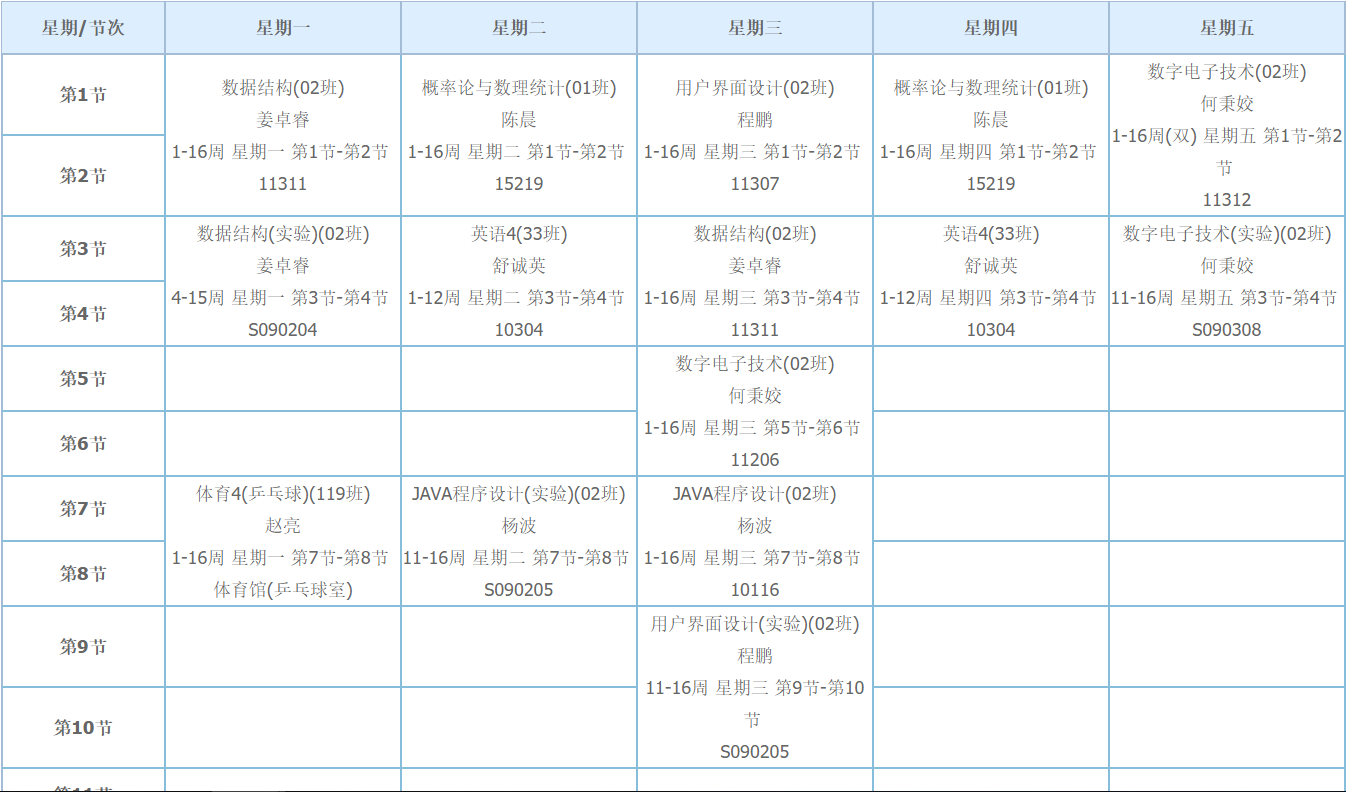 星期/节次 星期一 星期二 星期三 星期四 星期五
第1节
第2节
数据结构(02班)
姜卓睿
1-16周 星期一 第1节-第2节
11311
概率论与数理统计(01班)
陈晨
1-16周 星期二 第1节-第2节
15219
用户界面设计(02班)
程鹏
1-16周 星期三 第1节-第2节
11307
概率论与数理统计(01班)
陈晨
1-16周 星期四 第1节-第2节
15219
数字电子技术(02班)
何秉姣
1-16周(双) 星期五 第1节-第2
节
11312
第3节
第4节
数据结构(实验)(02班)
姜卓睿
4-15周 星期一 第3节-第4节
S090204
英语4(33班)
舒诚英
1-12周 星期二 第3节-第4节
10304
数据结构(02班)
姜卓睿
1-16周 星期三 第3节-第4节
11311
英语4(33班)
舒诚英
1-12周 星期四 第3节-第4节
10304
数字电子技术(实验)(02班)
何秉姣
11-16周 星期五 第3节-第4节
S090308
第5节
第6节
数字电子技术(02班)
何秉姣
1-16周 星期三 第5节-第6节
11206
第7节
第8节
体育4(乒乓球)(119班)
赵亮
1-16周 星期一 第7节-第8节
体育馆(乒乓球室)
JAVA程序设计(实验)(02班)
杨波
11-16周 星期二 第7节-第8节
S090205
JAVA程序设计(02班)
杨波
1-16周 星期三 第7节-第8节
10116
第9节
第10节
用户界面设计(实验)(02班)
程鹏
11-16周 星期三 第9节-第10
节
S090205
第11节